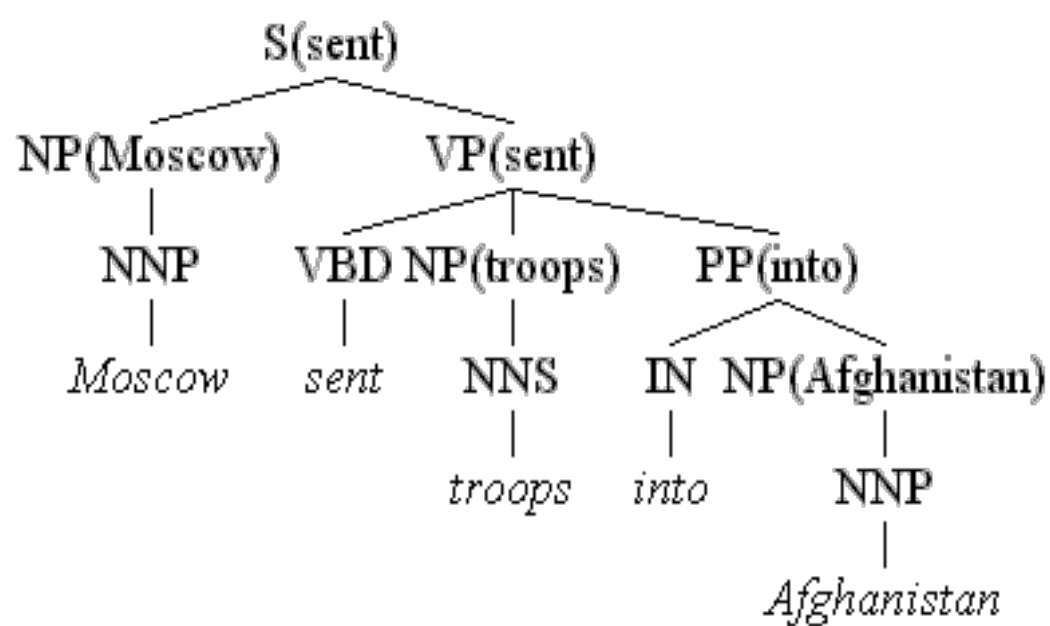 S(sent)
NP(Moscow) VP(sent)
NNP VBD NP(troops) PP(into)
Moscow sent NNS IN NP(Afghanistan)
troops into NNP
Afghanistan